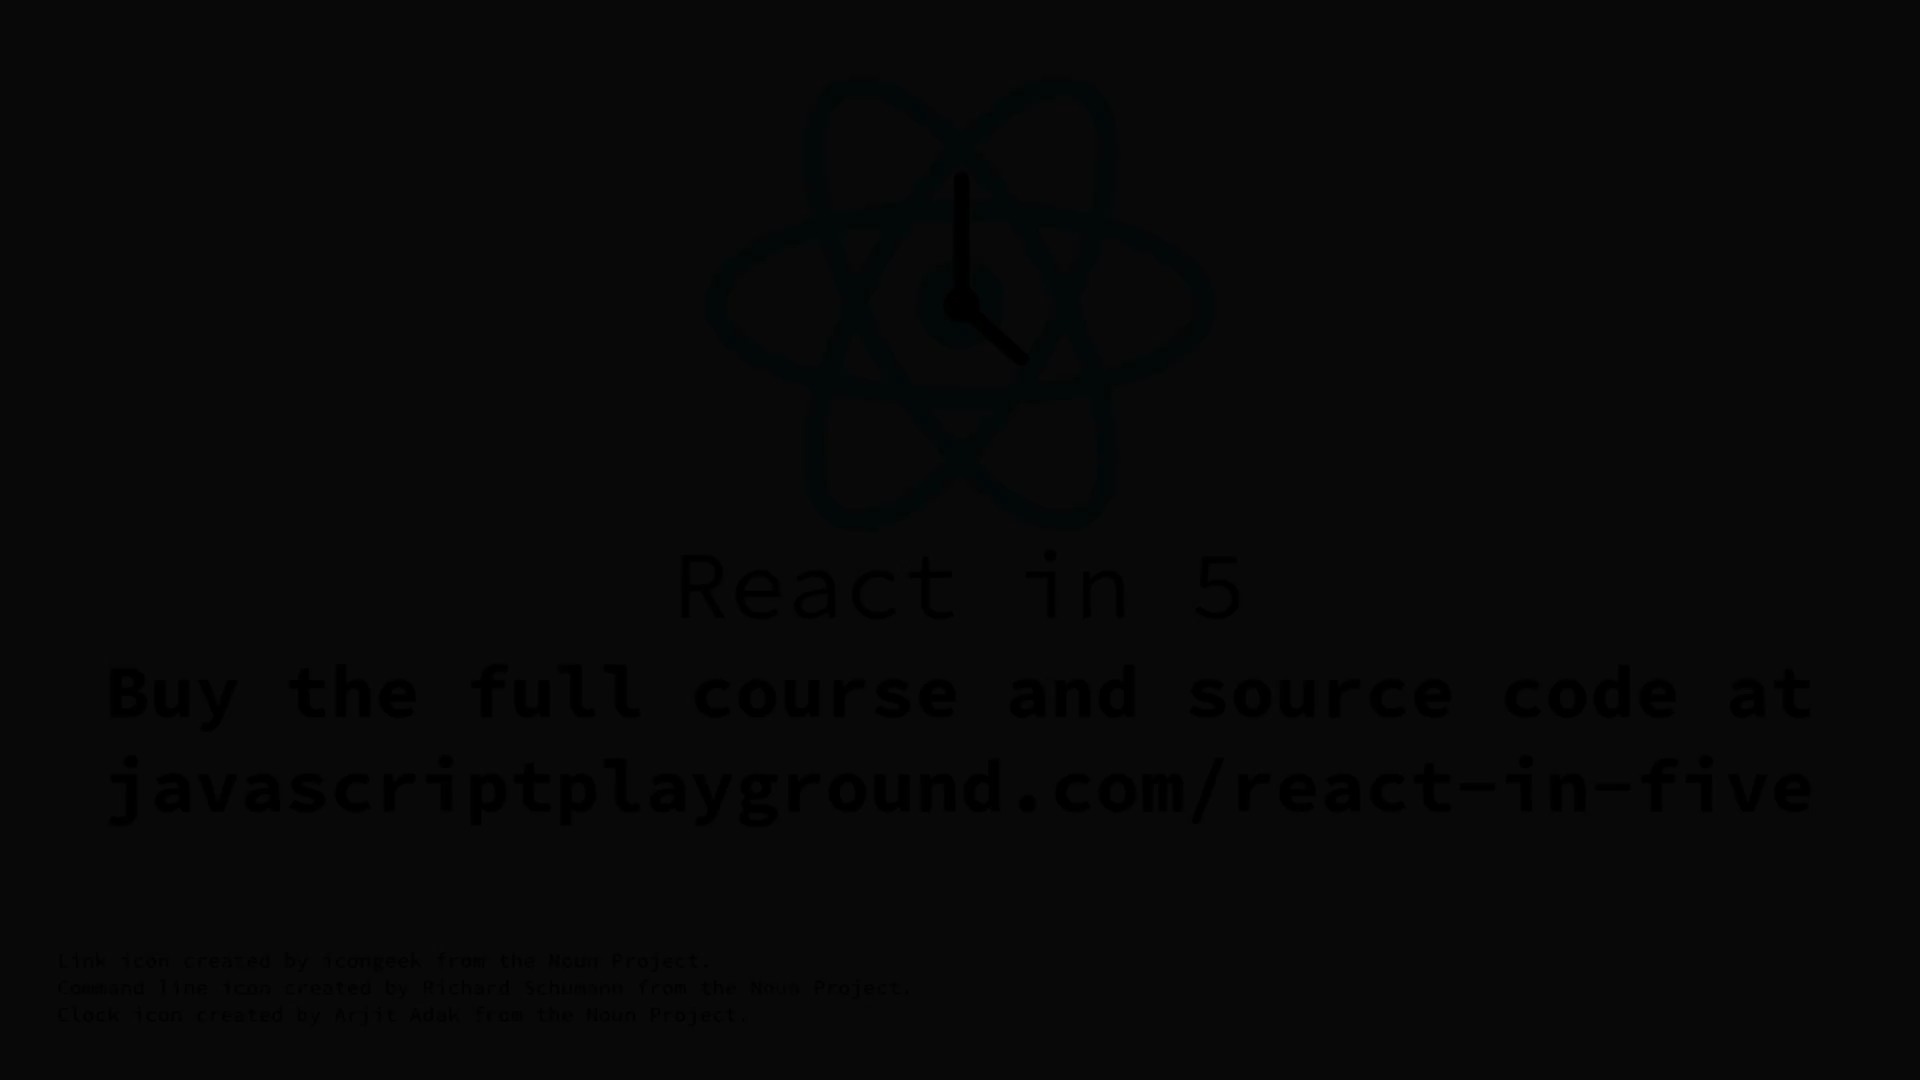 React in 5
Buy the full course and source code at
javascriptplayground.com/react-in-five
Link icon created by icongeek from the Noun Project.
Command line icon created by Richard Schumann from the Noun Project.
Clock icon created by Arjit Adak from the Noun Project.